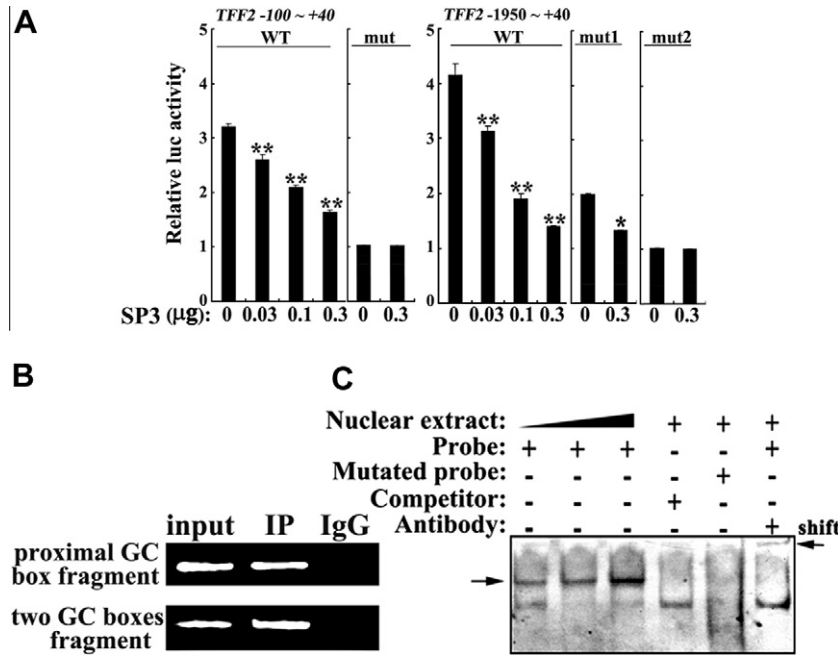 A
TFF2 -100 ~ +40
TFF2 -1950 ~ +40
WT
mut
WT
mut1
mut2
Relative luc activity
5
4
3
2
1
0
5
4
3
2
1
0
** ** **
** ** **
*
SP3 (μg): 0 0.03 0.1 0.3 0 0.3 0 0.03 0.1 0.3 0 0.3 0 0.3
B
input IP IgG
proximal GC
box fragment
two GC boxes
fragment
C
Nuclear extract: + + +
Probe: + + + - - +
Mutated probe: - - - - + -
Competitor: - - - + - -
Antibody: - - - - - +
shift